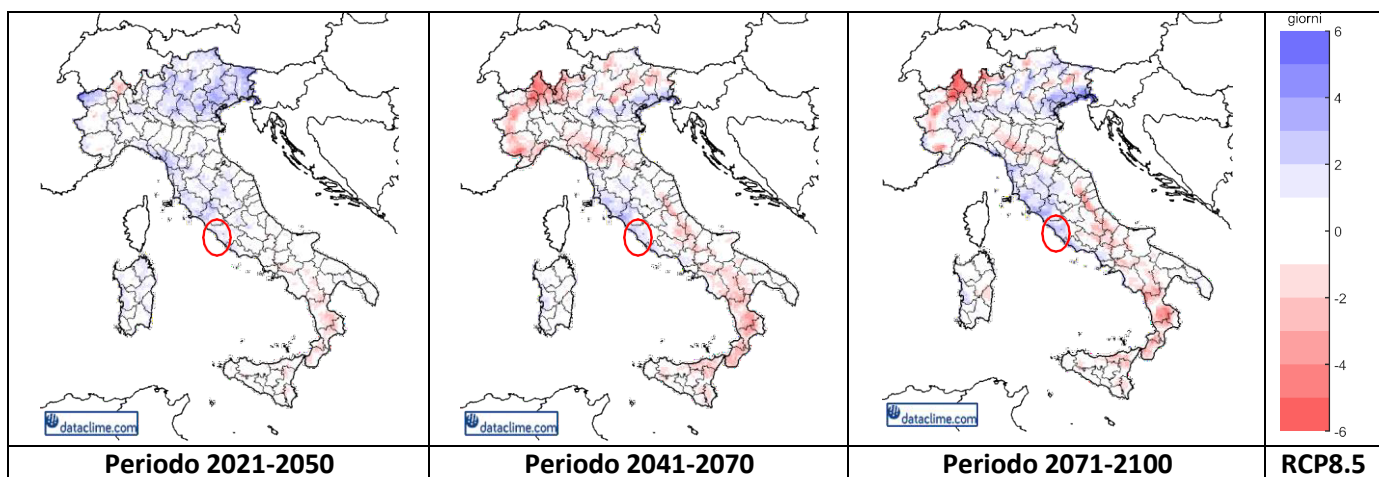 giorni
6
4
2
0
-2
-4
-6
dataclime.com
dataclime.com
dataclime.com
Periodo 2021-2050
Periodo 2041-2070
Periodo 2071-2100
RCP8.5